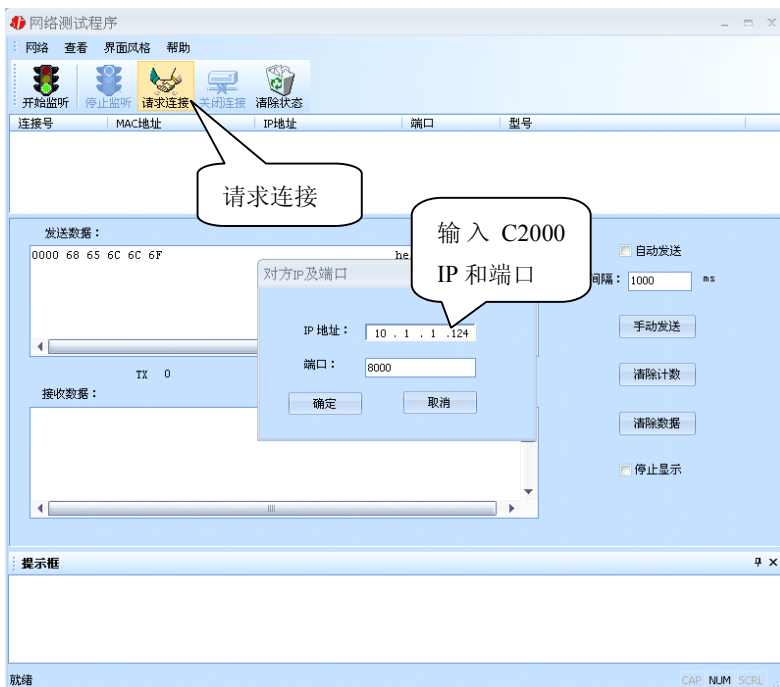 网络测试程序
网络 查看 界面风格 帮助
开始监听 停止监听 请求连接 关闭连接 清除状态
连接号 MAC地址 IP地址 端口 型号
请求连接
输入 C2000
IP 和端口
发送数据：
0000 68 65 6C 6C 6F he
自动发送
间隔： 1000 ms
对方IP及端口
IP 地址： 10 . 1 . 1 .124
手动发送
端口： 8000
TX 0
清除计数
接收数据：
确定 取消
清除数据
停止显示
提示框
就绪 CAP NUM SCRL